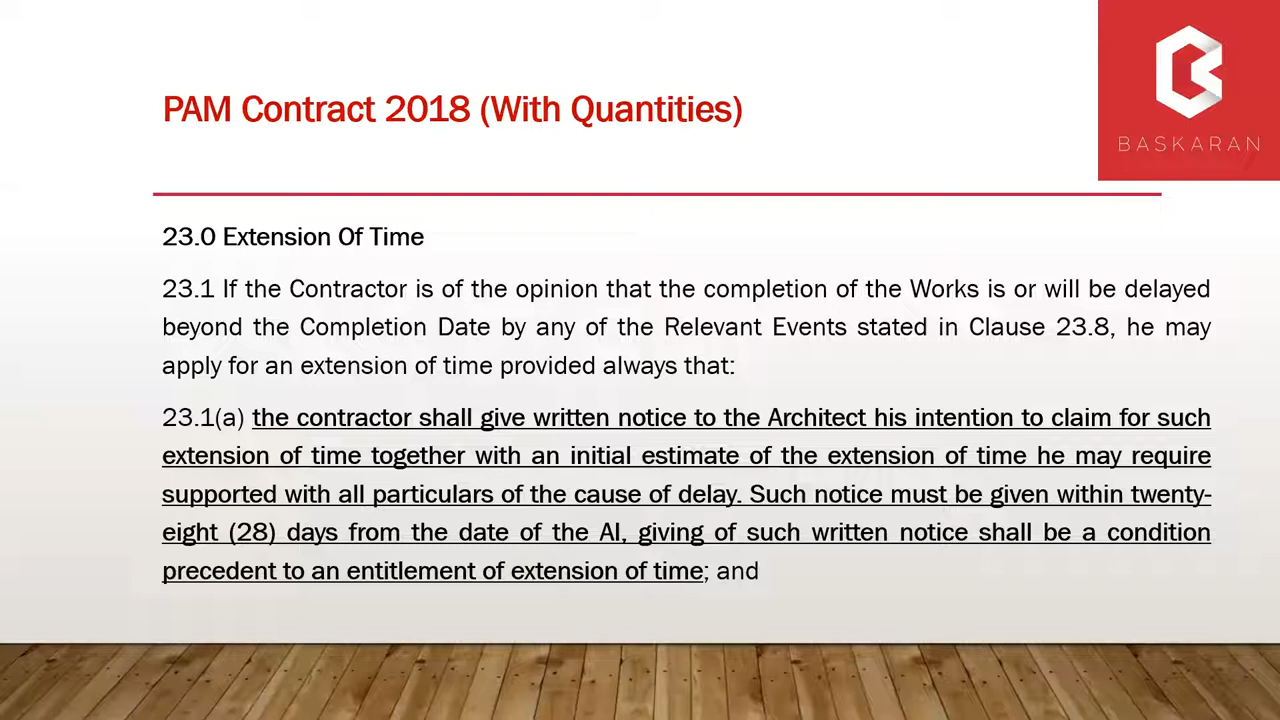 BASKARAN
PAM Contract 2018 (With Quantities)
23.0 Extension Of Time
23.1 If the Contractor is of the opinion that the completion of the Works is or will be delayed
beyond the Completion Date by any of the Relevant Events stated in Clause 23.8, he may
apply for an extension of time provided always that:
23.1(a) the contractor shall give written notice to the Architect his intention to claim for such
extension of time together with an initial estimate of the extension of time he may require
supported with all particulars of the cause of delay. Such notice must be given within twenty-
eight (28) days from the date of the AI, giving of such written notice shall be a condition
precedent to an entitlement of extension of time; and